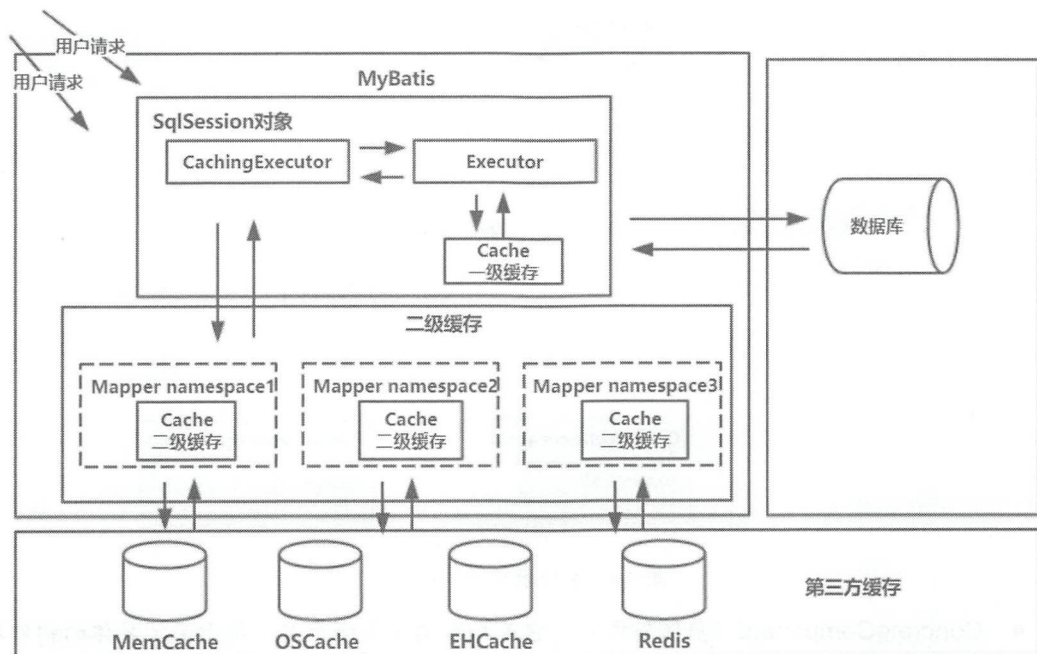 用户请求
用户请求
MyBatis
SqlSession对象
CachingExecutor
Executor
Cache
一级缓存
数据库
二级缓存
Mapper namespace1
Cache
二级缓存
Mapper namespace2
Cache
二级缓存
Mapper namespace3
Cache
二级缓存
第三方缓存
MemCache
OSCache
EHCache
Redis